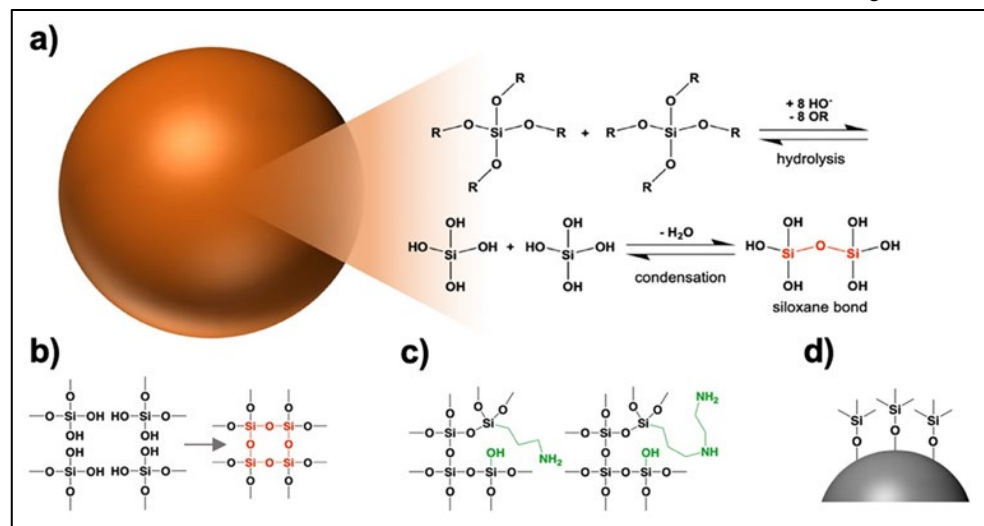 a)
R
O
R O Si O R
O
R
+
R
O
R O Si O R
O
R
+ 8 HO⁻
- 8 OR
hydrolysis
OH
HO Si OH
OH
+
OH
HO Si OH
OH
- H₂O
condensation
OH OH
HO Si O Si OH
OH OH
siloxane bond
b)
O O
O Si OH HO Si O
OH OH
OH OH
O Si OH HO Si O
O O
O O
O Si O Si O
O O
O Si O Si O
O O
c)
O O
O Si
O Si O
O OH NH₂
O Si O Si O
O O
O O NH₂
O Si
O Si O
O OH NH
O Si O Si O
O O
d)
Si Si Si
O O O